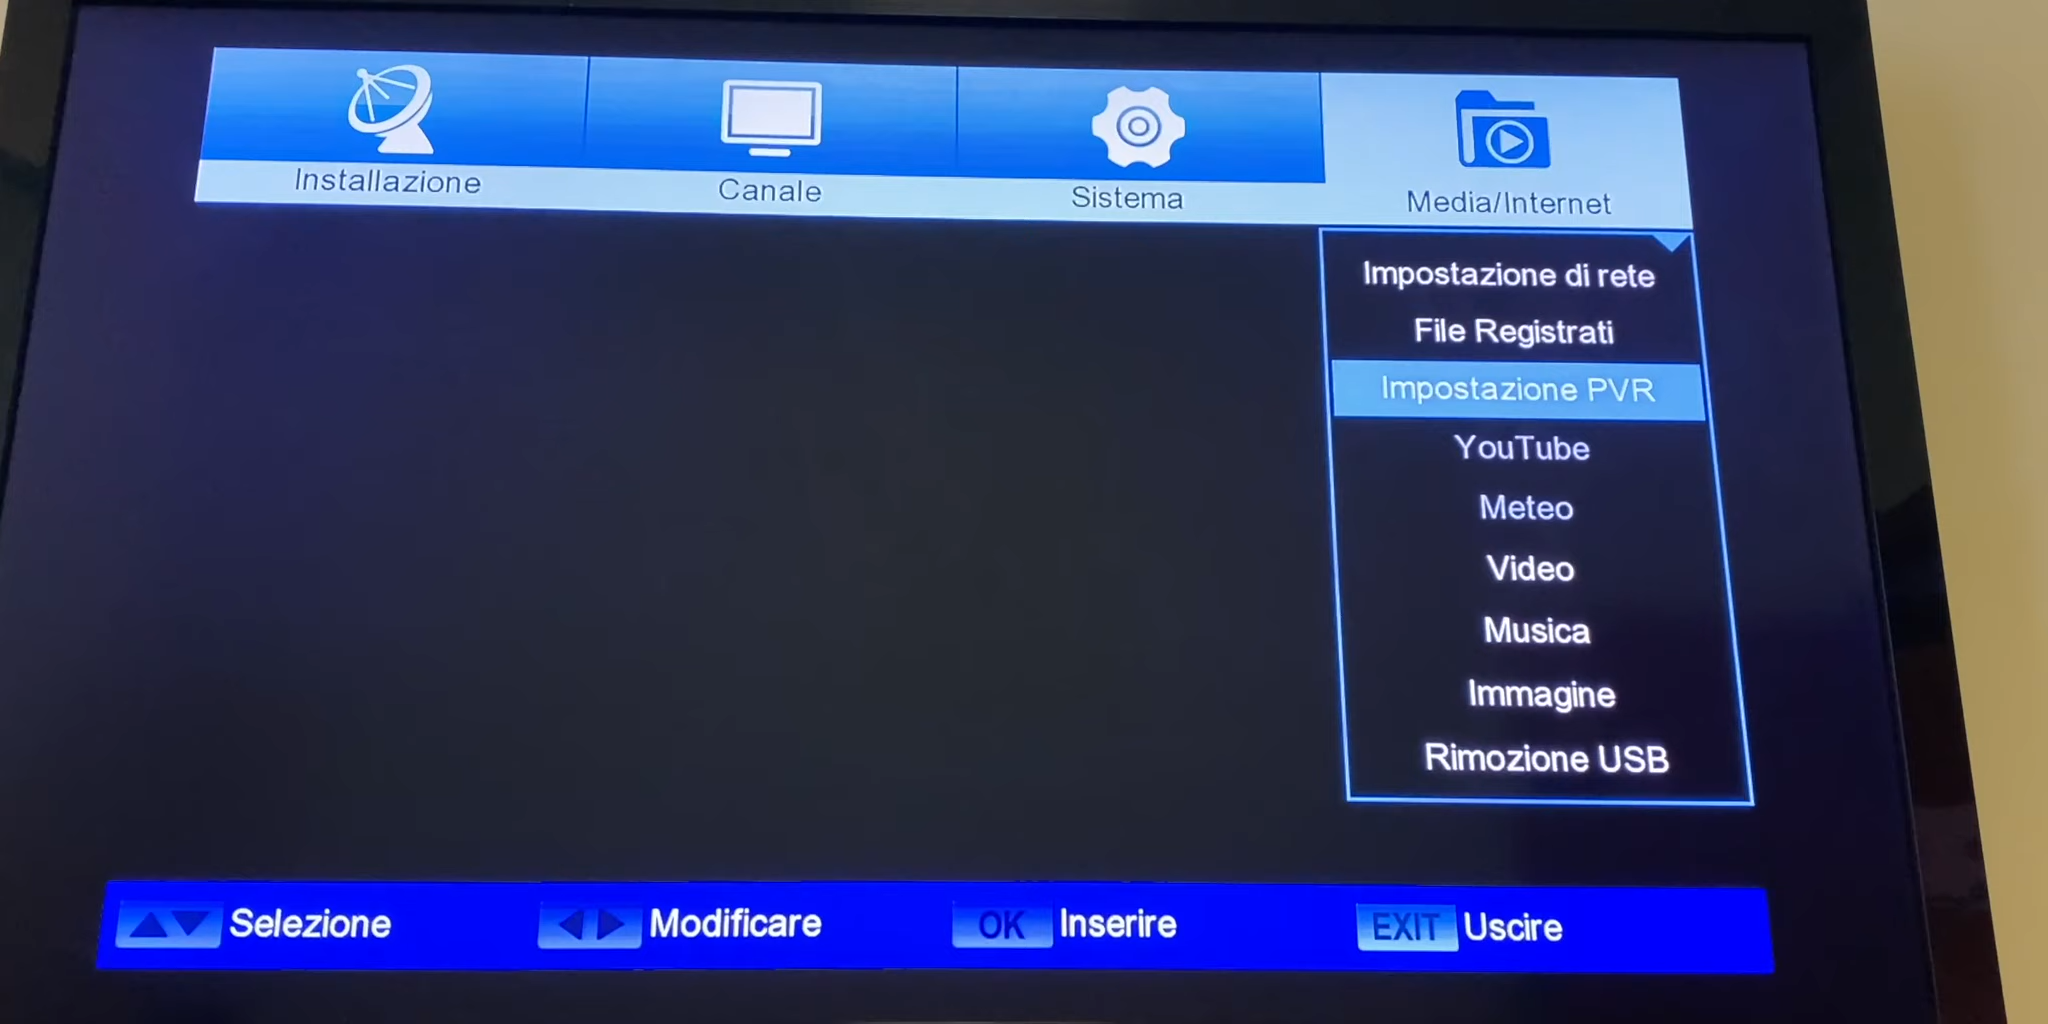 Installazione
Canale
Sistema
Media/Internet
Impostazione di rete
File Registrati
Impostazione PVR
YouTube
Meteo
Video
Musica
Immagine
Rimozione USB
Selezione
Modificare
OK Inserire
EXIT Uscire